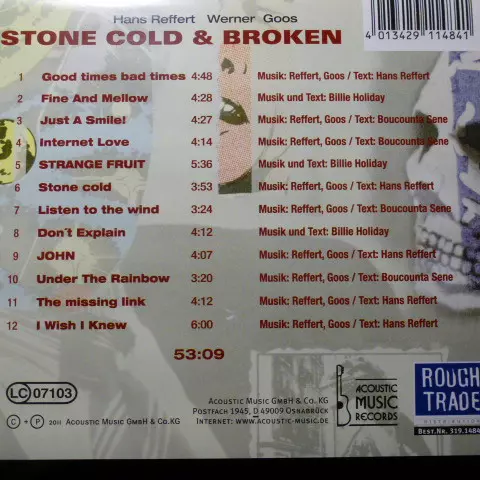 Hans Reffert Werner Goos
STONE COLD & BROKEN
4 013429 114841
1 Good times bad times 4:48 Musik: Reffert, Goos / Text: Hans Reffert
2 Fine And Mellow 4:28 Musik und Text: Billie Holiday
3 Just A Smile! 4:27 Musik: Reffert, Goos / Text: Boucounta Sene
4 Internet Love 4:14 Musik: Reffert, Goos / Text: Boucounta Sene
5 STRANGE FRUIT 5:36 Musik und Text: Billie Holiday
6 Stone cold 3:53 Musik: Reffert, Goos / Text: Hans Reffert
7 Listen to the wind 3:24 Musik: Reffert, Goos / Text: Boucounta Sene
8 Don´t Explain 4:12 Musik und Text: Billie Holiday
9 JOHN 4:07 Musik: Reffert, Goos / Text: Hans Reffert
10 Under The Rainbow 3:20 Musik: Reffert, Goos / Text: Boucounta Sene
11 The missing link 4:12 Musik: Reffert, Goos / Text: Hans Reffert
12 I Wish I Knew 6:00 Musik: Reffert, Goos / Text: Hans Reffert
53:09
LC 07103
© + ℗ 2011 Acoustic Music GmbH & Co.KG
Acoustic Music GmbH & Co.KG
Postfach 1945, D 49009 Osnabrück
Internet: www.acoustic-music.de
ACOUSTIC
MUSIC
RECORDS
ROUGH
TRADE
DISTRIBUTION
Best.Nr. 319.1484